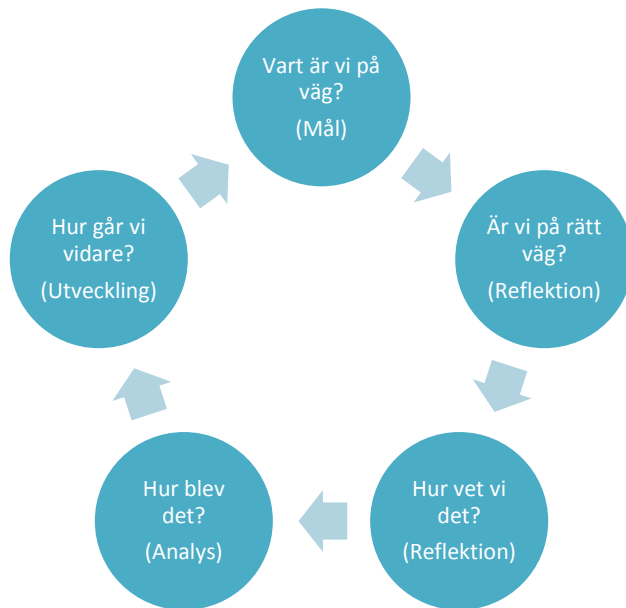 Vart är vi på
väg?
(Mål)
Är vi på rätt
väg?
(Reflektion)
Hur vet vi
det?
(Reflektion)
Hur blev
det?
(Analys)
Hur går vi
vidare?
(Utveckling)